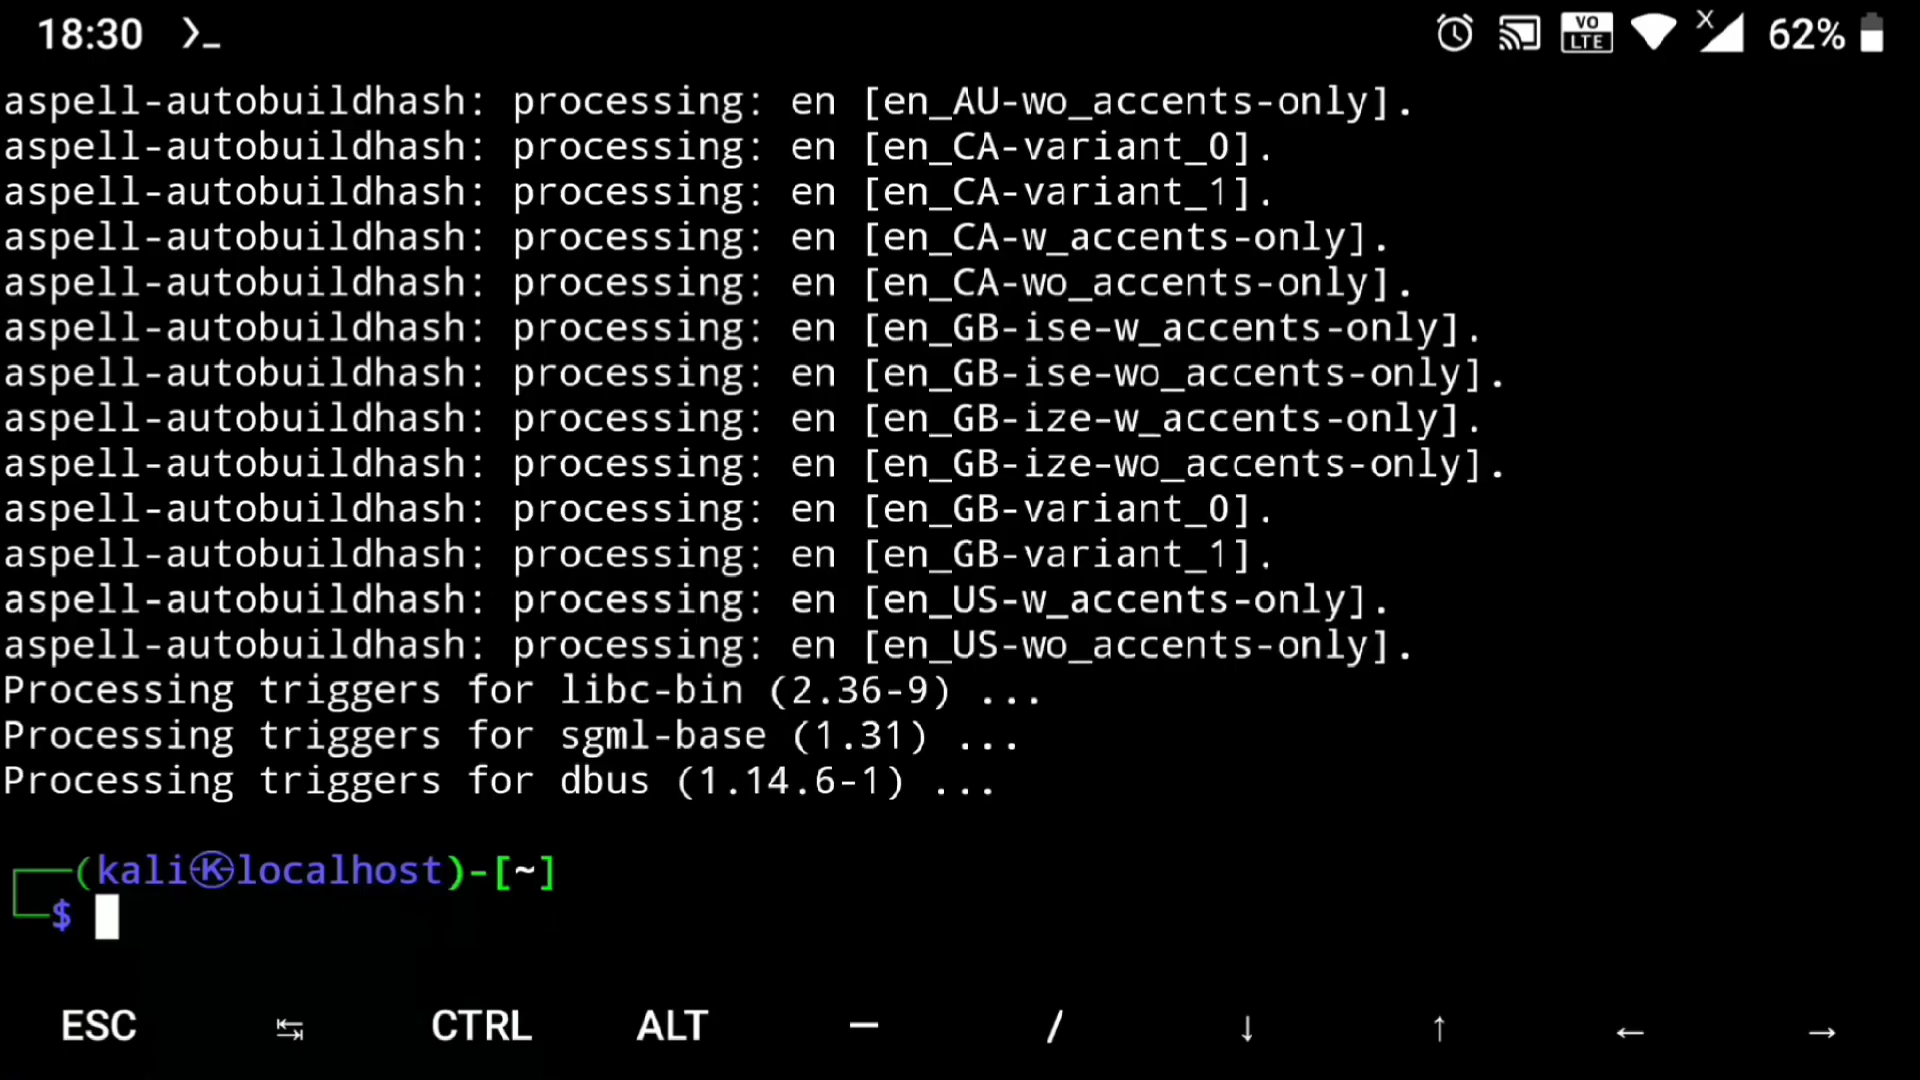 18:30 >_ VO LTE X 62%
aspell-autobuildhash: processing: en [en_AU-wo_accents-only].
aspell-autobuildhash: processing: en [en_CA-variant_0].
aspell-autobuildhash: processing: en [en_CA-variant_1].
aspell-autobuildhash: processing: en [en_CA-w_accents-only].
aspell-autobuildhash: processing: en [en_CA-wo_accents-only].
aspell-autobuildhash: processing: en [en_GB-ise-w_accents-only].
aspell-autobuildhash: processing: en [en_GB-ise-wo_accents-only].
aspell-autobuildhash: processing: en [en_GB-ize-w_accents-only].
aspell-autobuildhash: processing: en [en_GB-ize-wo_accents-only].
aspell-autobuildhash: processing: en [en_GB-variant_0].
aspell-autobuildhash: processing: en [en_GB-variant_1].
aspell-autobuildhash: processing: en [en_US-w_accents-only].
aspell-autobuildhash: processing: en [en_US-wo_accents-only].
Processing triggers for libc-bin (2.36-9) ...
Processing triggers for sgml-base (1.31) ...
Processing triggers for dbus (1.14.6-1) ...
┌──(kali㉿localhost)-[~]
└─$
ESC ↹ CTRL ALT — / ↓ ↑ ← →